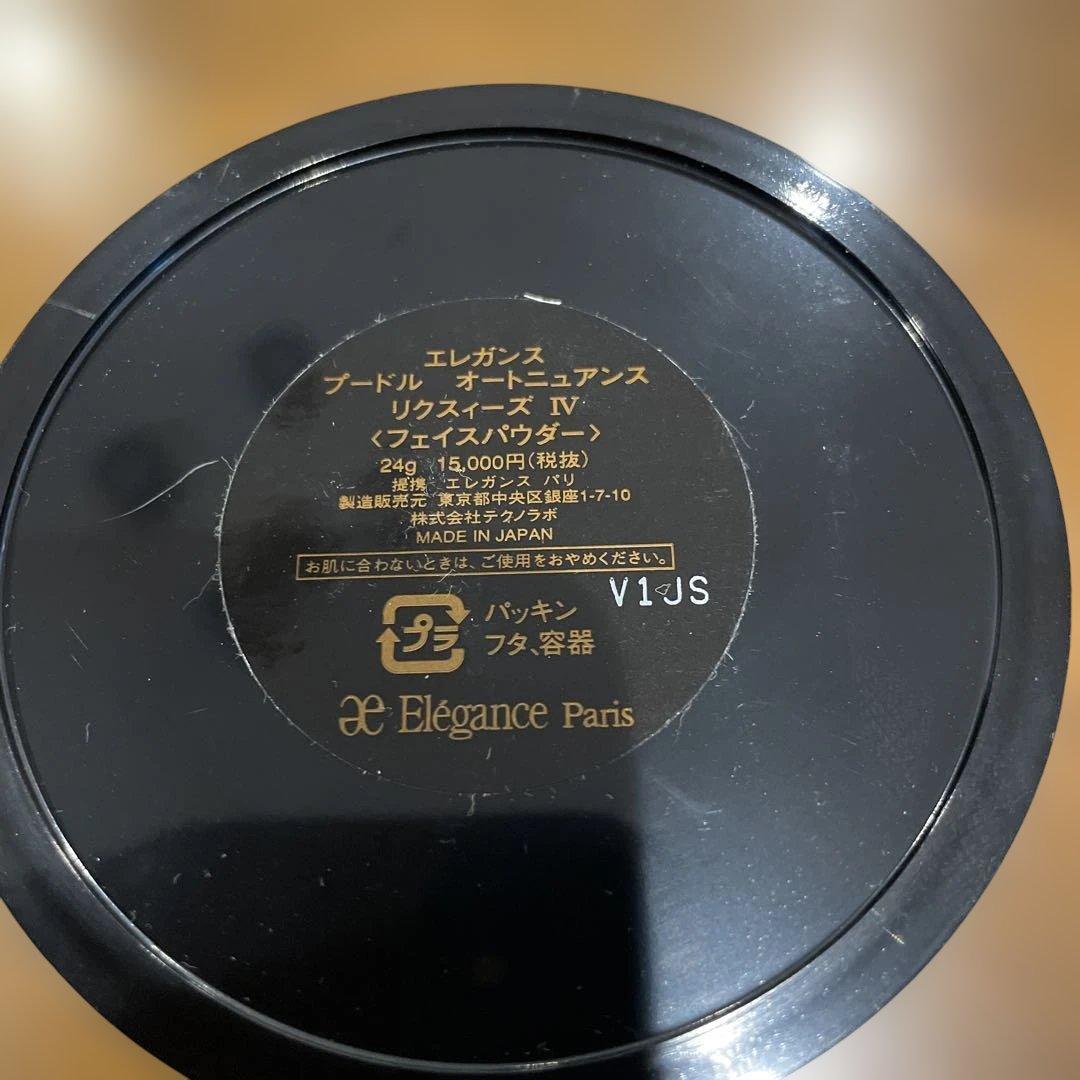 エレガンス
プードル オートニュアンス
リクスィーズ IV
〈フェイスパウダー〉
24g 15,000円(税抜)
提携 エレガンス パリ
製造販売元 東京都中央区銀座1-7-10
株式会社テクノラボ
MADE IN JAPAN
お肌に合わないときは、ご使用をおやめください。
V1JS
プラ
パッキン
フタ、容器
æ Elégance Paris